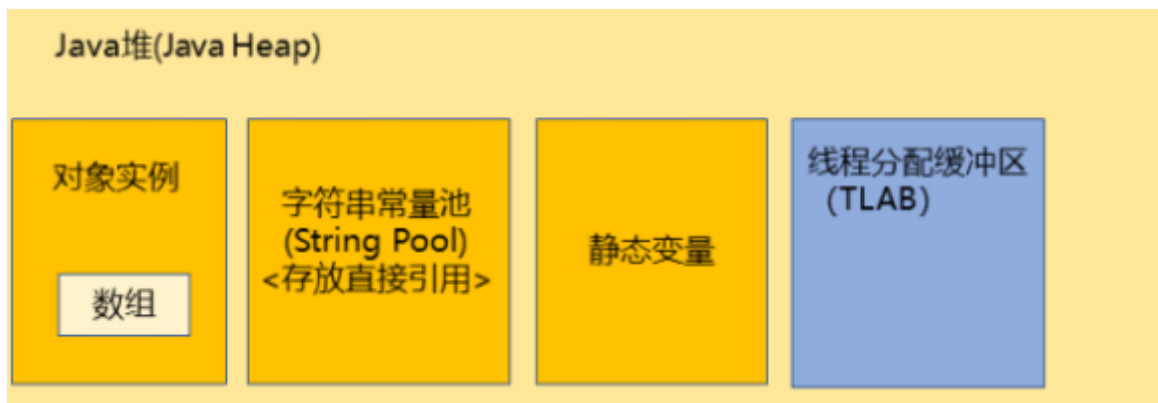 Java堆(Java Heap)
对象实例
数组
字符串常量池
(String Pool)
<存放直接引用>
静态变量
线程分配缓冲区
(TLAB)